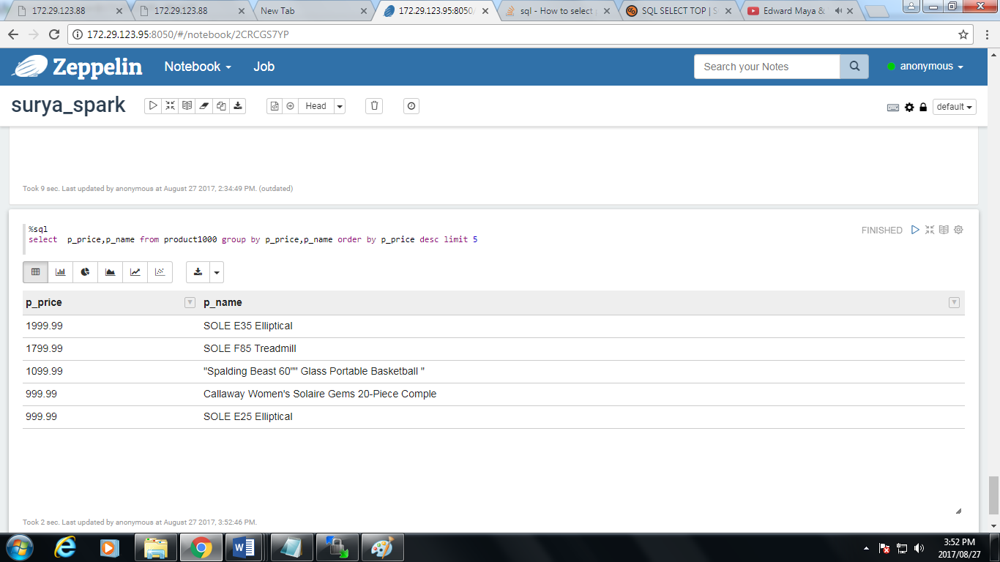 172.29.123.88
172.29.123.88
New Tab
172.29.123.95:8050/
sql - How to select
SQL SELECT TOP | S
Edward Maya &
172.29.123.95:8050/#/notebook/2CRCGS7YP
Zeppelin Notebook Job
Search your Notes
anonymous
surya_spark
Head
default
Took 9 sec. Last updated by anonymous at August 27 2017, 2:34:49 PM. (outdated)
%sql
select  p_price,p_name from product1000 group by p_price,p_name order by p_price desc limit 5
FINISHED
p_price p_name
1999.99 SOLE E35 Elliptical
1799.99 SOLE F85 Treadmill
1099.99 "Spalding Beast 60"" Glass Portable Basketball "
999.99 Callaway Women's Solaire Gems 20-Piece Comple
999.99 SOLE E25 Elliptical
Took 2 sec. Last updated by anonymous at August 27 2017, 3:52:46 PM.
3:52 PM
2017/08/27